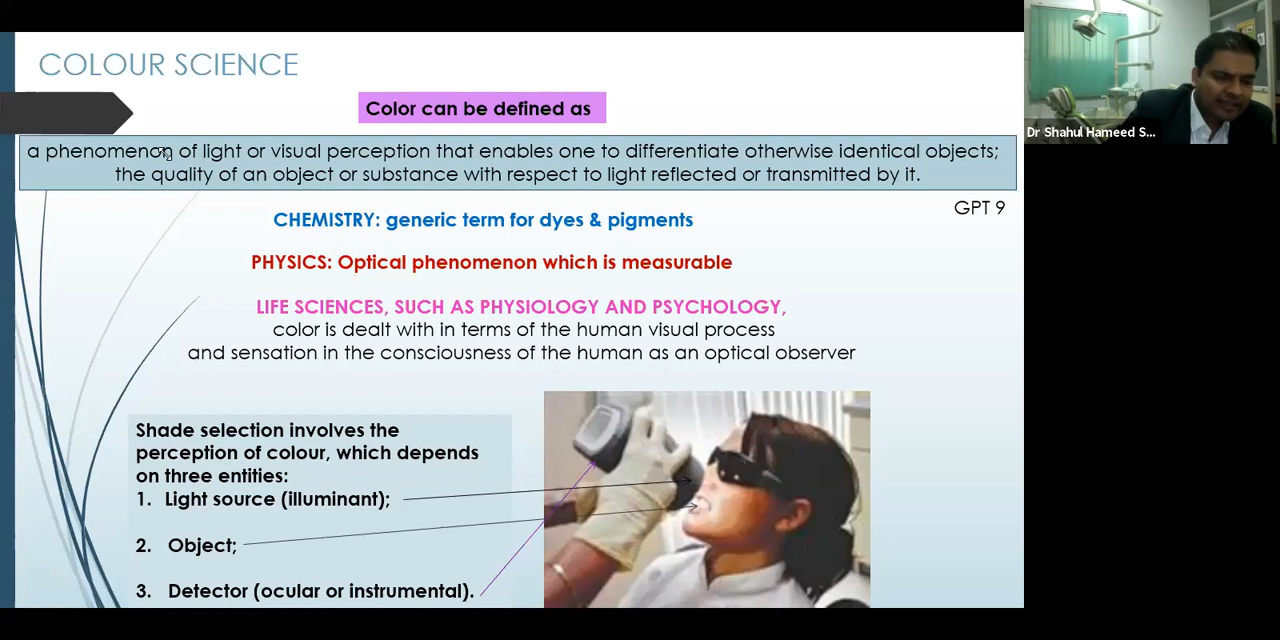 COLOUR SCIENCE
Color can be defined as
a phenomenon of light or visual perception that enables one to differentiate otherwise identical objects;
the quality of an object or substance with respect to light reflected or transmitted by it.
GPT 9
CHEMISTRY: generic term for dyes & pigments
PHYSICS: Optical phenomenon which is measurable
LIFE SCIENCES, SUCH AS PHYSIOLOGY AND PSYCHOLOGY,
color is dealt with in terms of the human visual process
and sensation in the consciousness of the human as an optical observer
Shade selection involves the
perception of colour, which depends
on three entities:
1. Light source (illuminant);
2. Object;
3. Detector (ocular or instrumental).
Dr Shahul Hameed S...